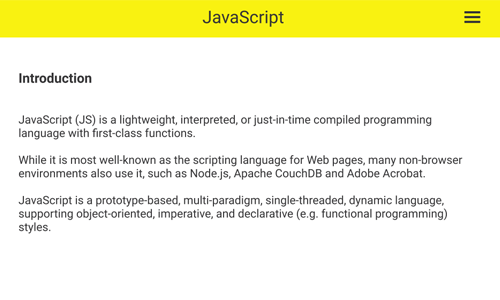 JavaScript
Introduction
JavaScript (JS) is a lightweight, interpreted, or just-in-time compiled programming
language with first-class functions.
While it is most well-known as the scripting language for Web pages, many non-browser
environments also use it, such as Node.js, Apache CouchDB and Adobe Acrobat.
JavaScript is a prototype-based, multi-paradigm, single-threaded, dynamic language,
supporting object-oriented, imperative, and declarative (e.g. functional programming)
styles.